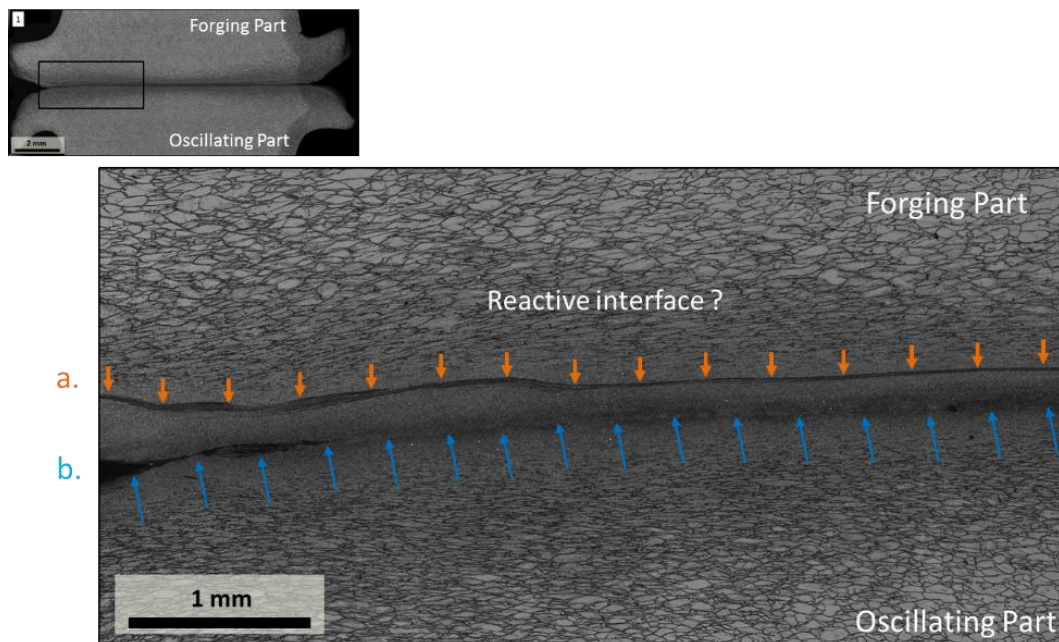 1
Forging Part
Oscillating Part
2 mm
Forging Part
Reactive interface ?
a.
b.
1 mm
Oscillating Part